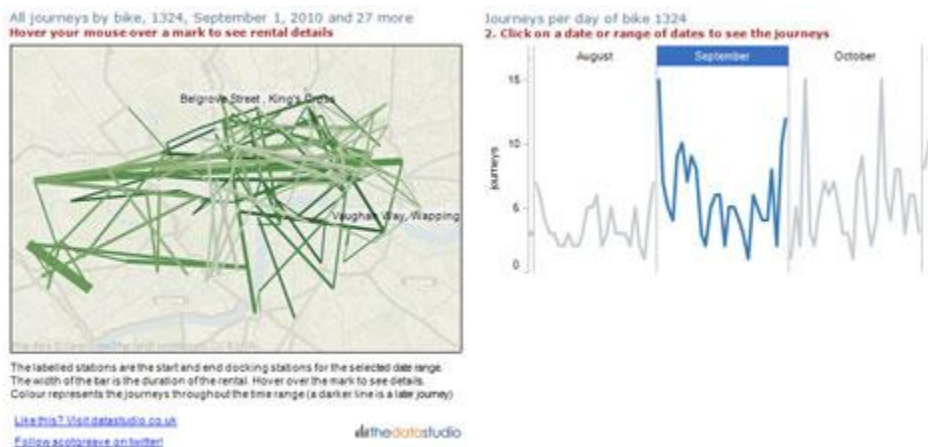 All journeys by bike, 1324, September 1, 2010 and 27 more
Hover your mouse over a mark to see rental details
Belgrove Street , King's Cross
Vaughan Way, Wapping
The labelled stations are the start and end docking stations for the selected date range.
The width of the bar is the duration of the rental. Hover over the mark to see details.
Colour represents the journeys throughout the time range (a darker line is a later journey)
Like this? Visit datastudio.co.uk
Follow acotgreave on twitter!
thedatastudio
Journeys per day of bike 1324
2. Click on a date or range of dates to see the journeys
August September October
journeys
15
10
5
0